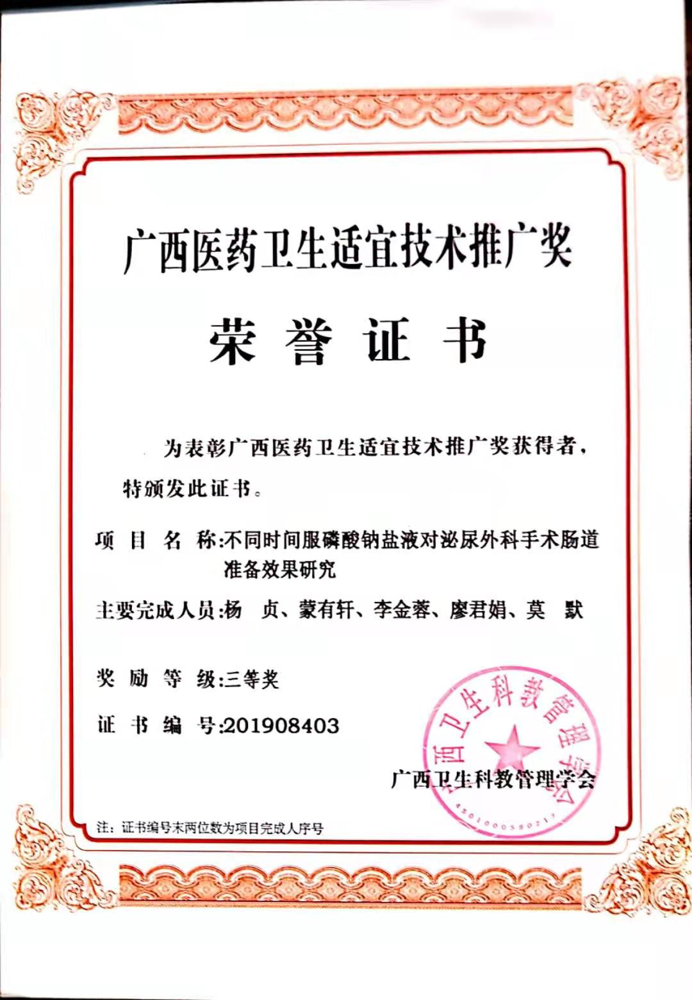 广西医药卫生适宜技术推广奖
荣誉证书
为表彰广西医药卫生适宜技术推广奖获得者，
特颁发此证书。
项目名称:不同时间服磷酸钠盐液对泌尿外科手术肠道
准备效果研究
主要完成人员:杨 贞、蒙有轩、李金蓉、廖君娟、莫 默
奖励等级:三等奖
证书编号:201908403
广西卫生科教管理学会
广西卫生科教管理学会
注：证书编号末两位数为项目完成人序号